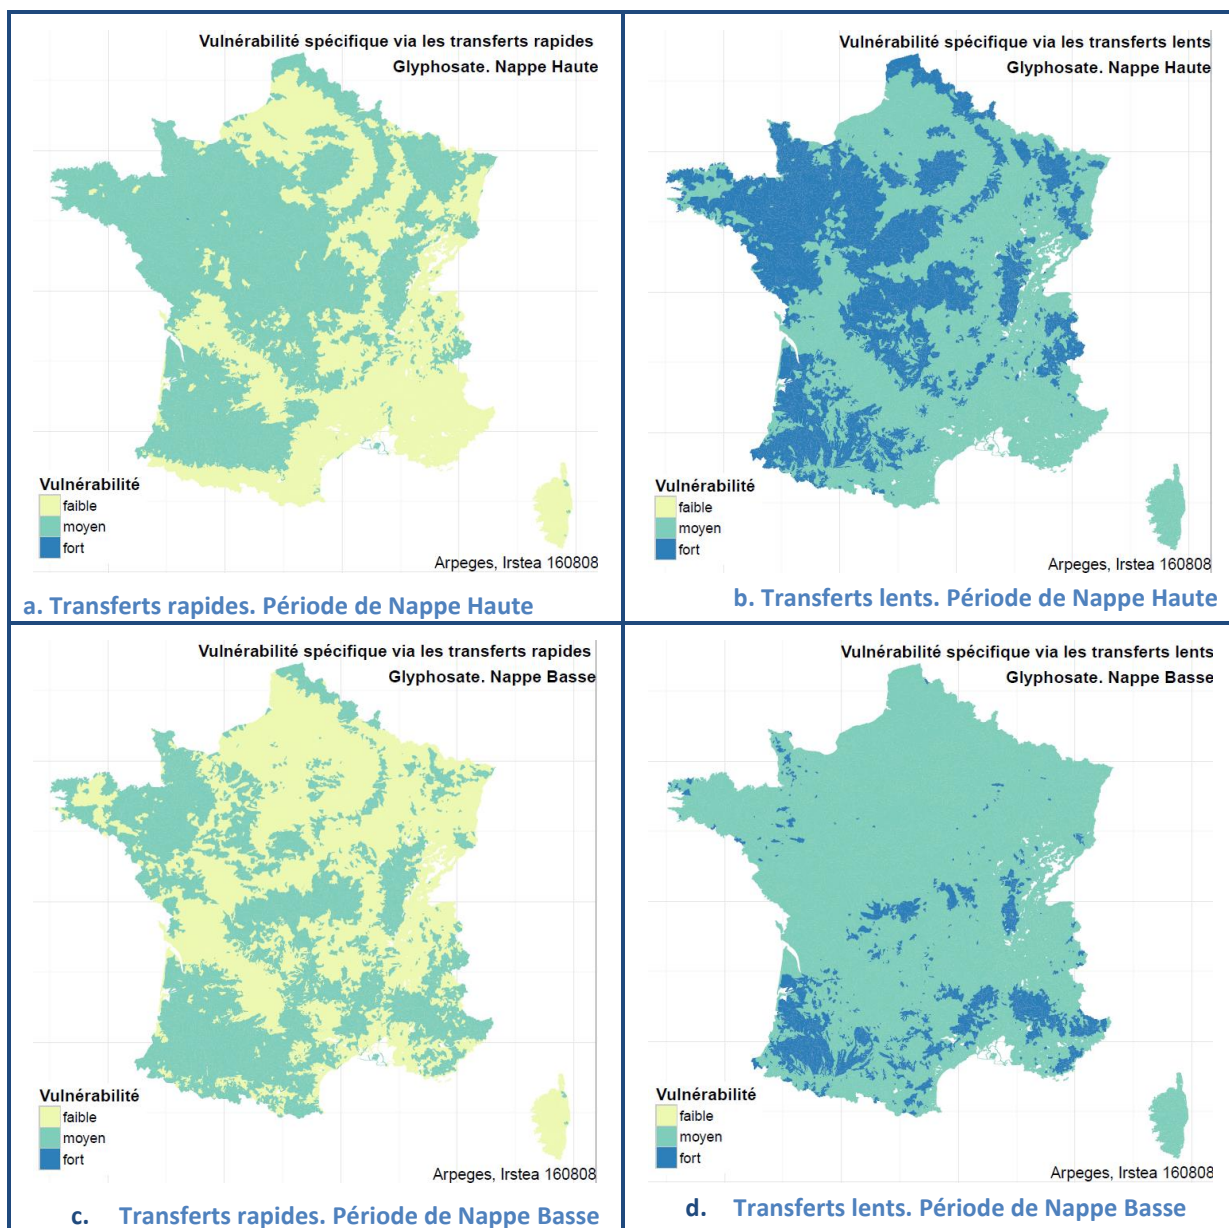 Vulnérabilité spécifique via les transferts rapides
Glyphosate. Nappe Haute
Vulnérabilité
faible
moyen
fort
Arpeges, Irstea 160808
a. Transferts rapides. Période de Nappe Haute
Vulnérabilité spécifique via les transferts lents
Glyphosate. Nappe Haute
Vulnérabilité
faible
moyen
fort
Arpeges, Irstea 160808
b. Transferts lents. Période de Nappe Haute
Vulnérabilité spécifique via les transferts rapides
Glyphosate. Nappe Basse
Vulnérabilité
faible
moyen
fort
Arpeges, Irstea 160808
c. Transferts rapides. Période de Nappe Basse
Vulnérabilité spécifique via les transferts lents
Glyphosate. Nappe Basse
Vulnérabilité
faible
moyen
fort
Arpeges, Irstea 160808
d. Transferts lents. Période de Nappe Basse